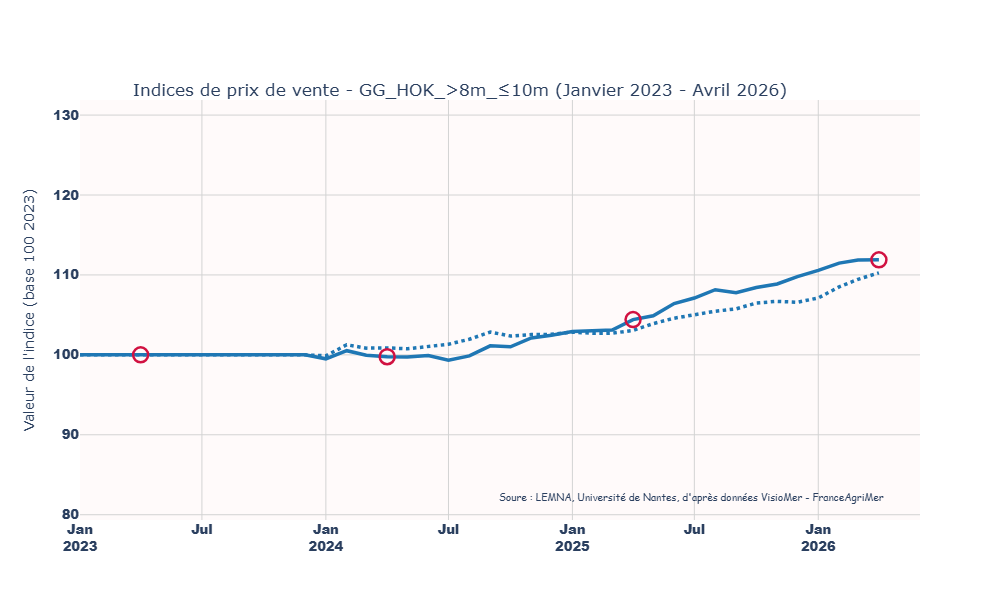 Indices de prix de vente - GG_HOK_>8m_≤10m (Janvier 2023 - Avril 2026)
Valeur de l'indice (base 100 2023)
130
120
110
100
90
80
Soure : LEMNA, Université de Nantes, d'après données VisioMer - FranceAgriMer
Jan Jul Jan Jul Jan Jul Jan
2023 2024 2025 2026